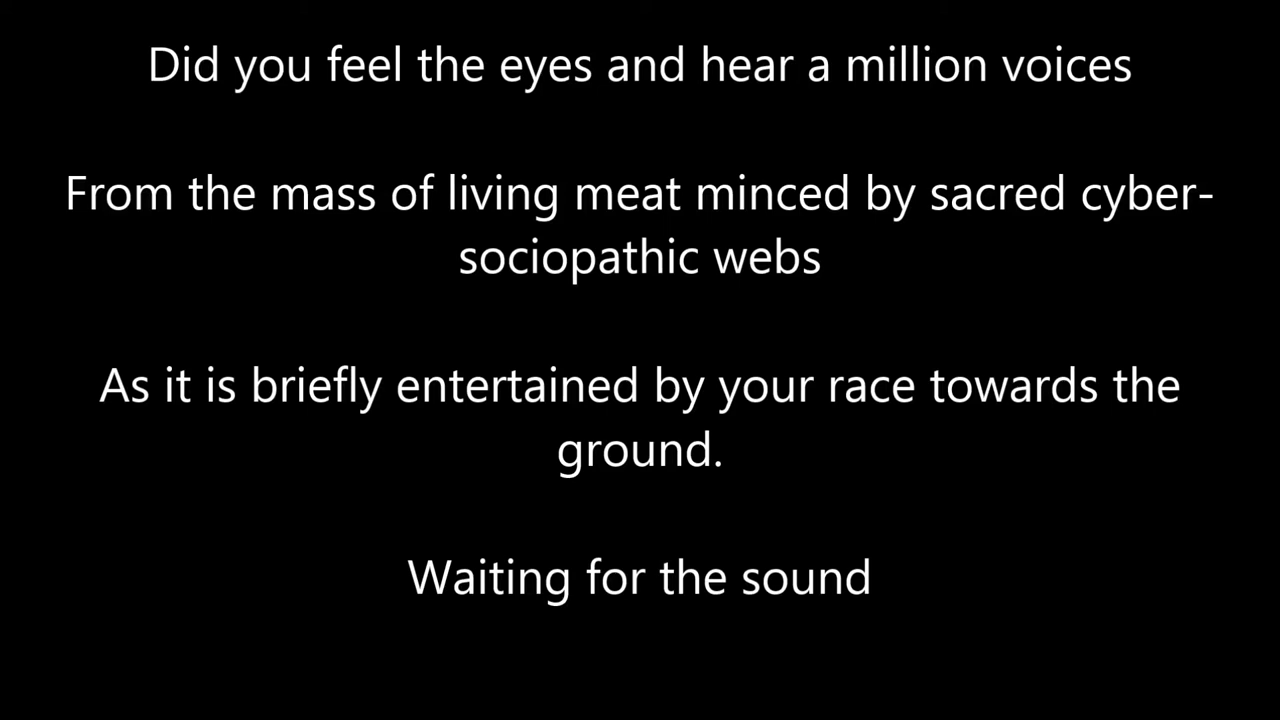 Did you feel the eyes and hear a million voices
From the mass of living meat minced by sacred cyber-
sociopathic webs
As it is briefly entertained by your race towards the
ground.
Waiting for the sound